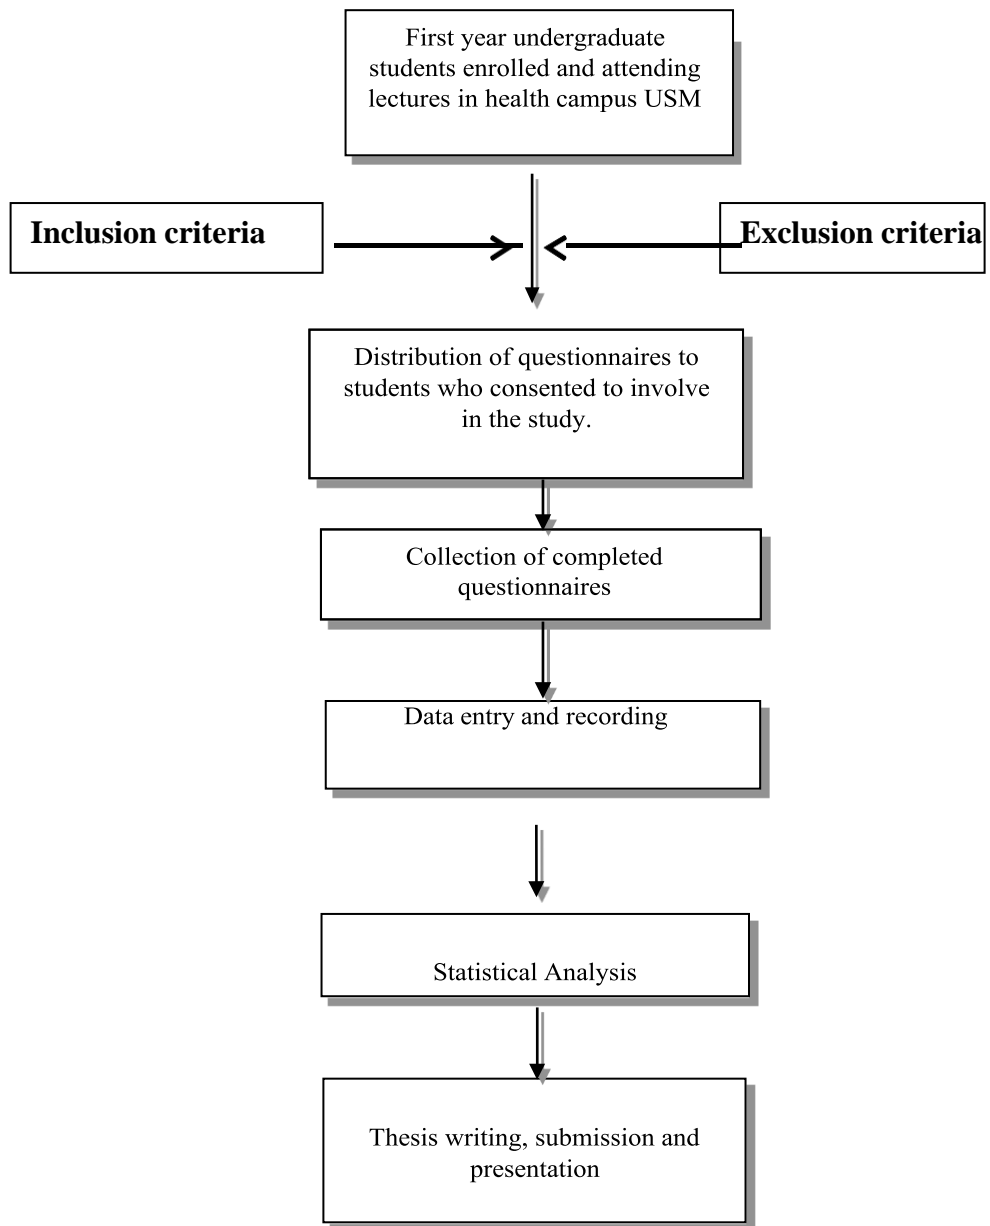 First year undergraduate
students enrolled and attending
lectures in health campus USM
Inclusion criteria
Exclusion criteria
Distribution of questionnaires to
students who consented to involve
in the study.
Collection of completed
questionnaires
Data entry and recording
Statistical Analysis
Thesis writing, submission and
presentation